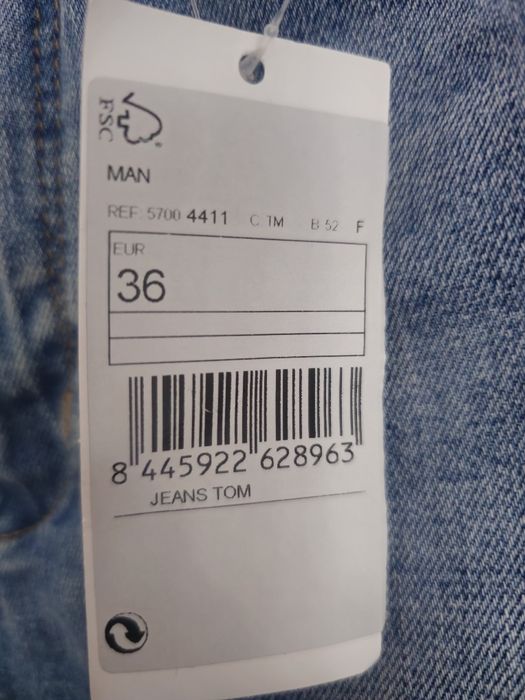 FSC
MAN
REF: 5700 4411 C. TM B 52 F
EUR
36
8 445922 628963
JEANS TOM